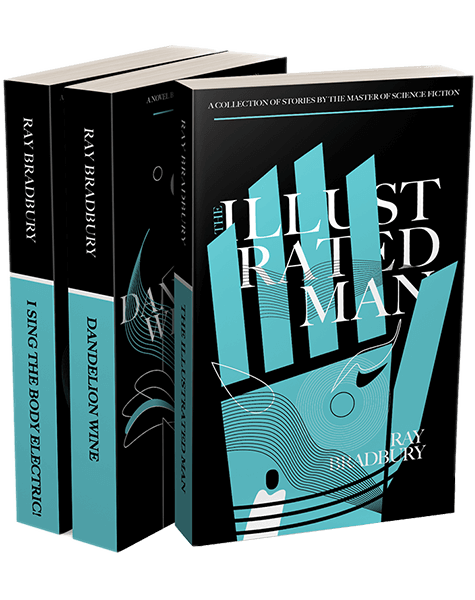 RAY BRADBURY
I SING THE BODY ELECTRIC!
RAY BRADBURY
DANDELION WINE
A NOVEL
DAN
W
RAY BRADBURY
THE ILLUSTRATED MAN
A COLLECTION OF STORIES BY THE MASTER OF SCIENCE FICTION
THE
ILLUST
RATED
MAN
RAY
BRADBURY